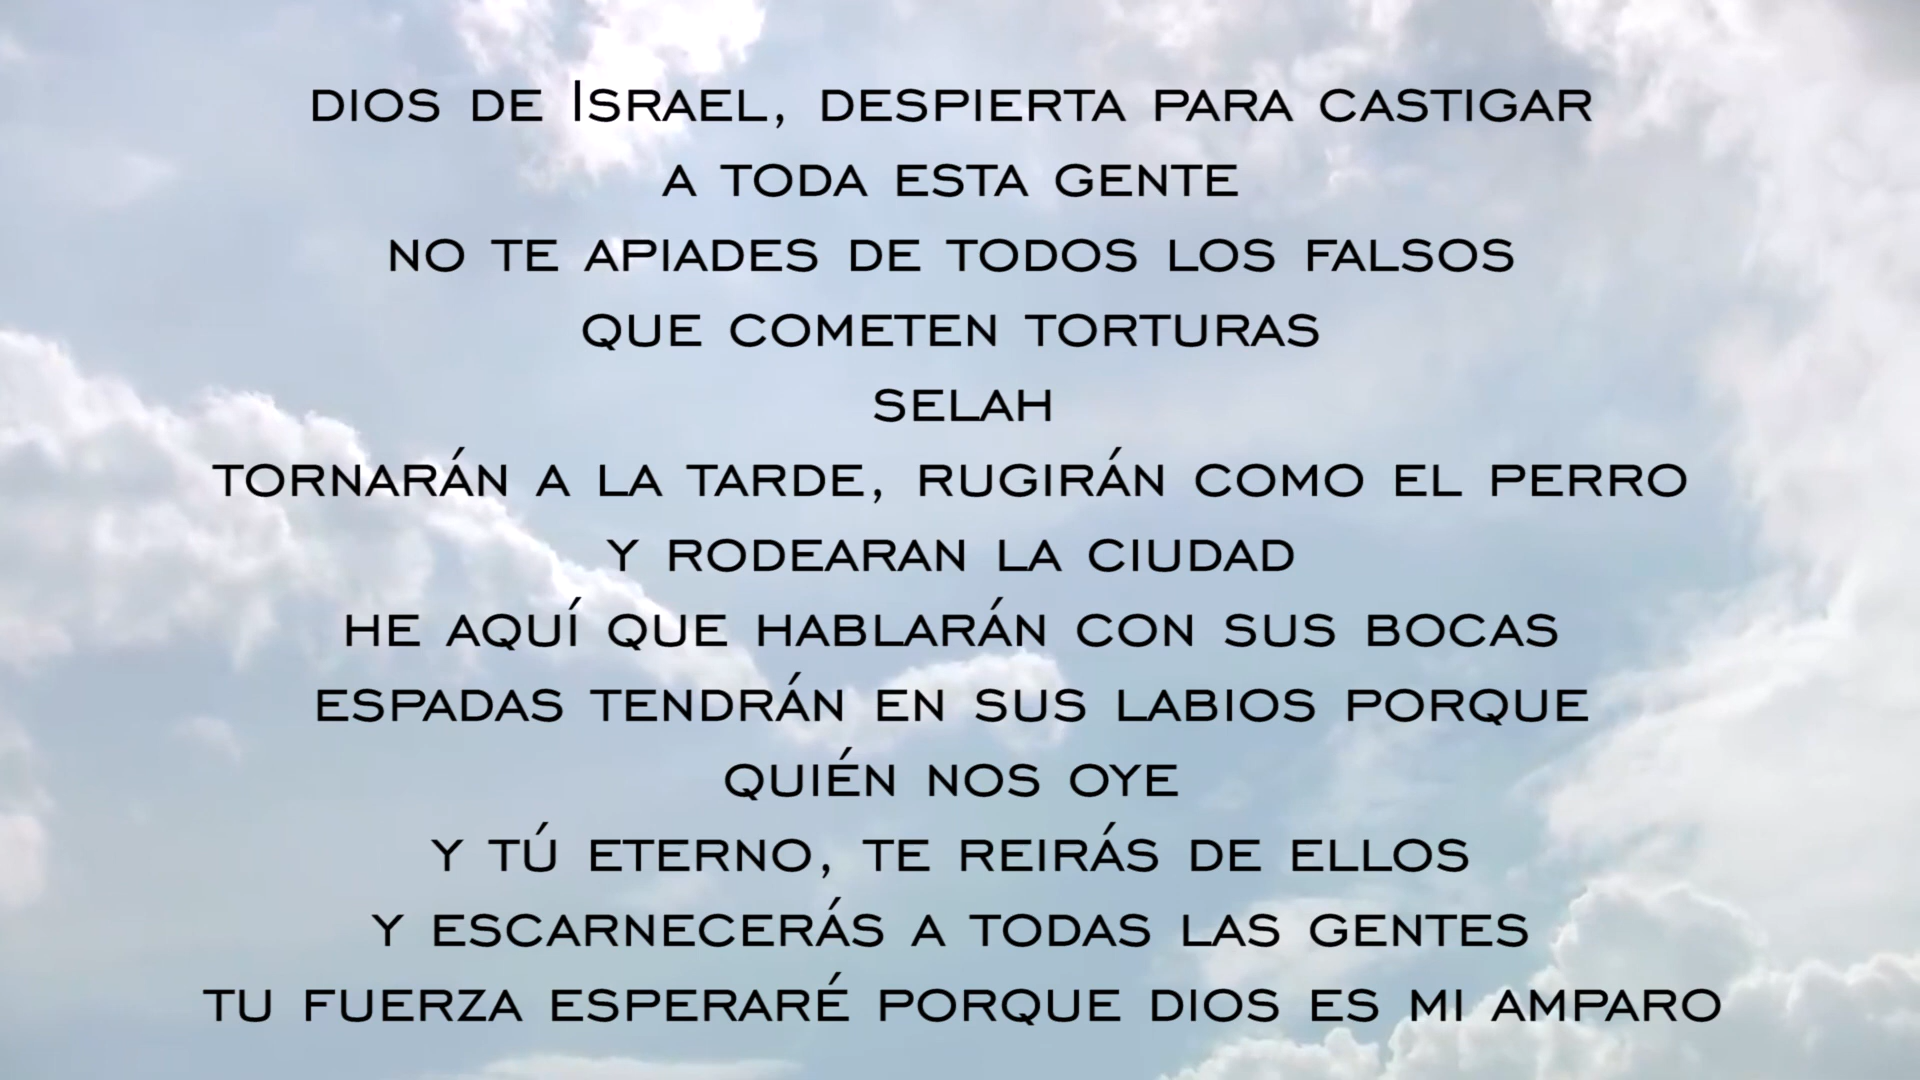 DIOS DE ISRAEL, DESPIERTA PARA CASTIGAR
A TODA ESTA GENTE
NO TE APIADES DE TODOS LOS FALSOS
QUE COMETEN TORTURAS
SELAH
TORNARÁN A LA TARDE, RUGIRÁN COMO EL PERRO
Y RODEARAN LA CIUDAD
HE AQUÍ QUE HABLARÁN CON SUS BOCAS
ESPADAS TENDRÁN EN SUS LABIOS PORQUE
QUIÉN NOS OYE
Y TÚ ETERNO, TE REIRÁS DE ELLOS
Y ESCARNECERÁS A TODAS LAS GENTES
TU FUERZA ESPERARÉ PORQUE DIOS ES MI AMPARO